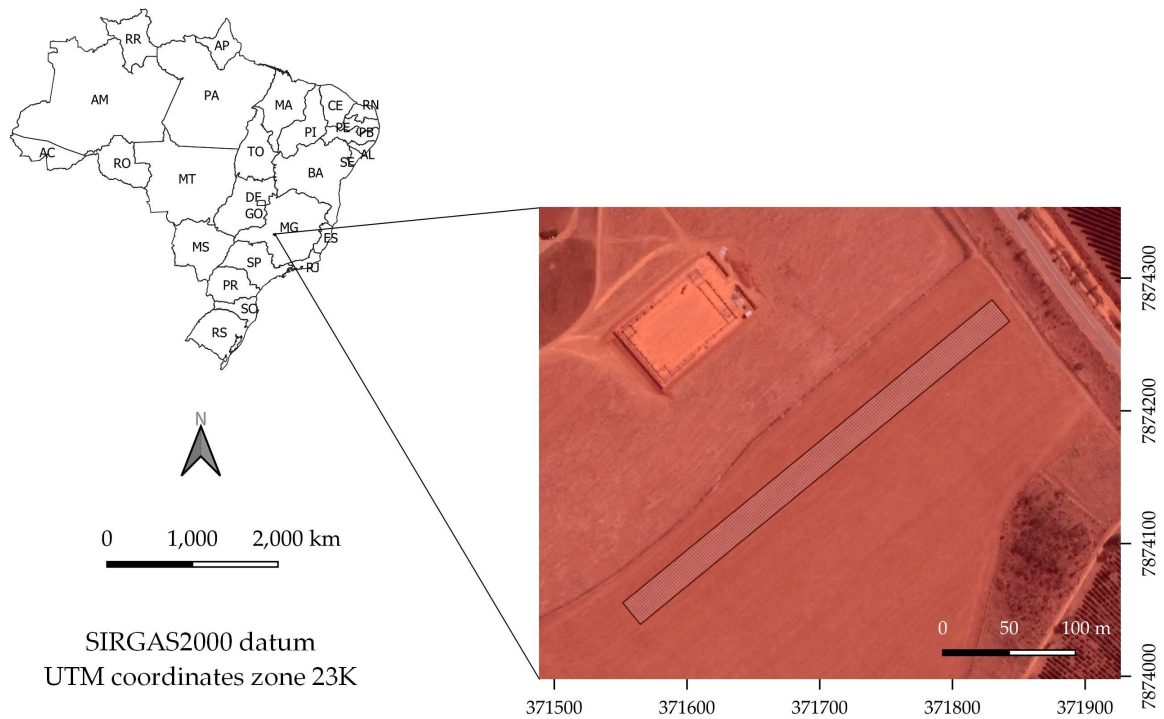 RR
AP
AM
PA
MA
CE
RN
PI
PE
PB
AL
AC
RO
TO
SE
MT
BA
DF
GO
MG
ES
MS
SP
RJ
PR
SC
RS
N
0 1,000 2,000 km
SIRGAS2000 datum
UTM coordinates zone 23K
7874300
7874200
7874100
7874000
0 50 100 m
371500 371600 371700 371800 371900